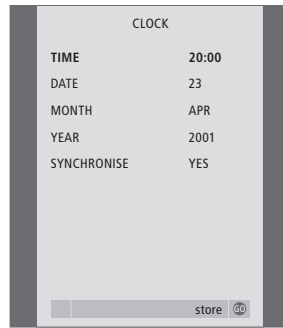 CLOCK
TIME 20:00
DATE 23
MONTH APR
YEAR 2001
SYNCHRONISE YES
store GO